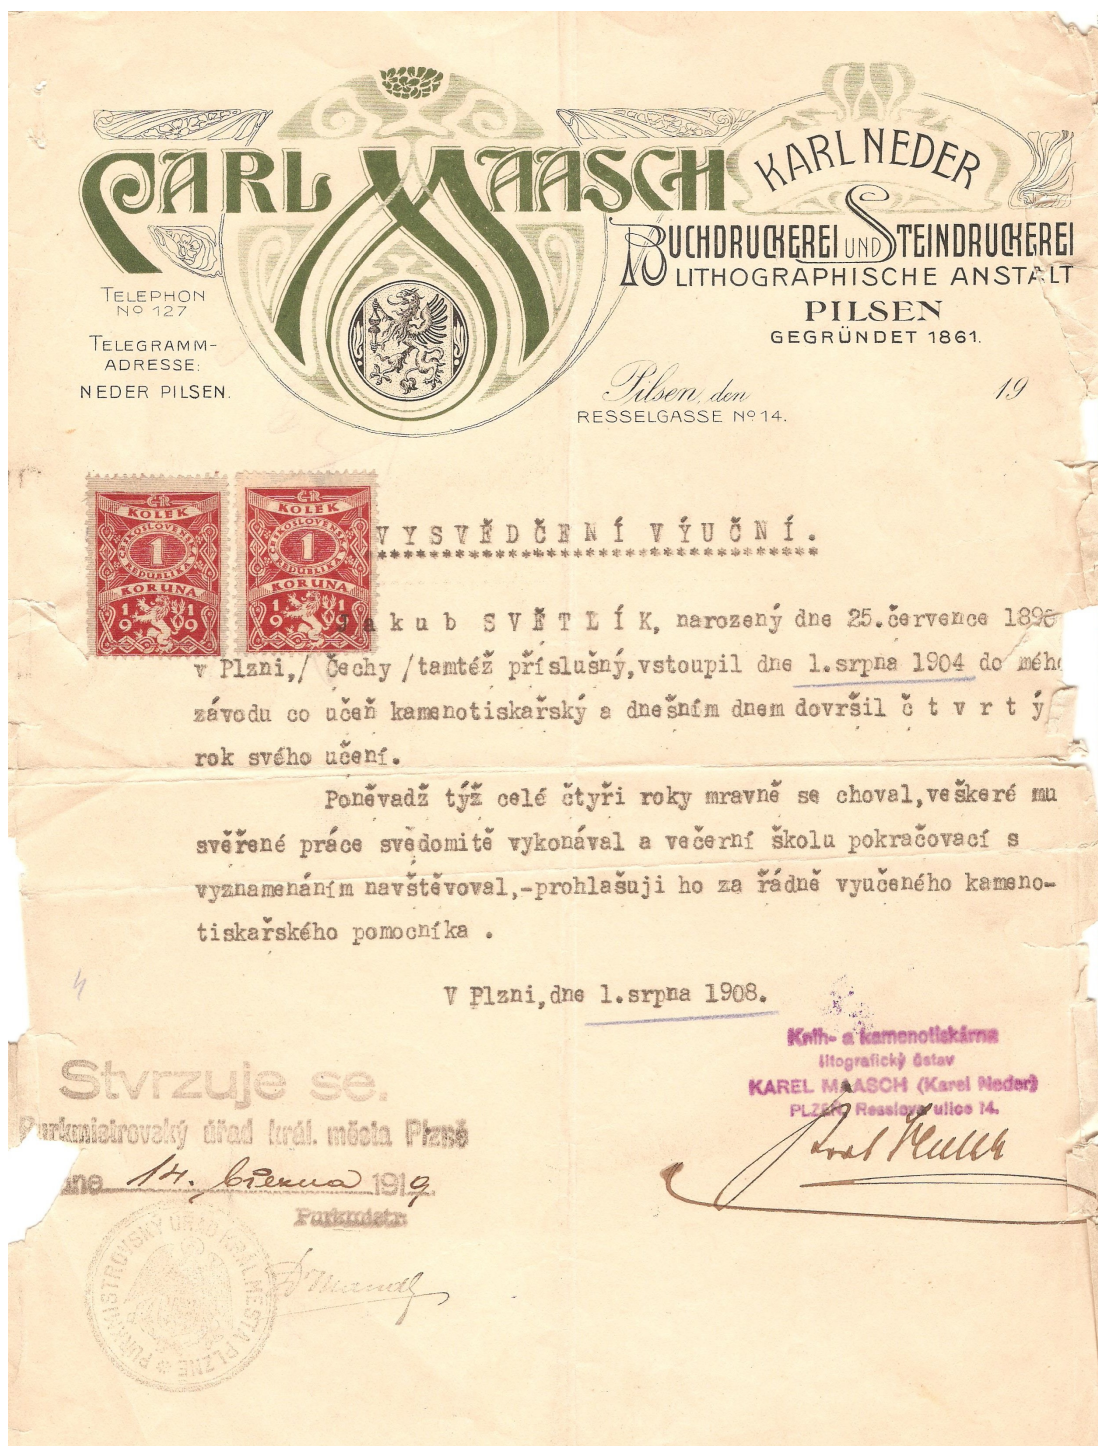 CARL MAASCH
KARL NEDER
BUCHDRUCKEREI UND STEINDRUCKEREI
LITHOGRAPHISCHE ANSTALT
PILSEN
GEGRÜNDET 1861.
TELEPHON
No 127
TELEGRAMM-
ADRESSE:
NEDER PILSEN.
Pilsen, den 19
RESSELGASSE No 14.
ČR
KOLEK
ČESKOSLOVENSKÁ
1
REPUBLIKA
KORUNA
1919
ČR
KOLEK
ČESKOSLOVENSKÁ
1
REPUBLIKA
KORUNA
1919
VYSVĚDČENÍ VÝUČNÍ.
Jakub SVĚTLÍK, narozený dne 25.července
v Plzni,/ Čechy /tamtéž příslušný,vstoupil dne 1.srpna 1904 do mého
závodu co učeň kamenotiskařský a dnešním dnem dovršil čtvrtý
rok svého učení.
Poněvadž týž celé čtyři roky mravně se choval,veškeré mu
svěřené práce svědomitě vykonával a večerní školu pokračovací s
vyznamenáním navštěvoval,-prohlašuji ho za řádně vyučeného kameno-
tiskařského pomocníka .
V Plzni,dne 1.srpna 1908.
Knih- a kamenotiskárna
litografický ústav
KAREL MAASCH (Karel Neder)
PLZEŇ, Resslova ulice 14.
Stvrzuje se.
Purkmistrovský úřad král. města Plzně
dne 14. března 1919.
Purkmistr:
PURKMISTROVSKÝ ÚŘAD KRÁL. MĚSTA PLZNĚ